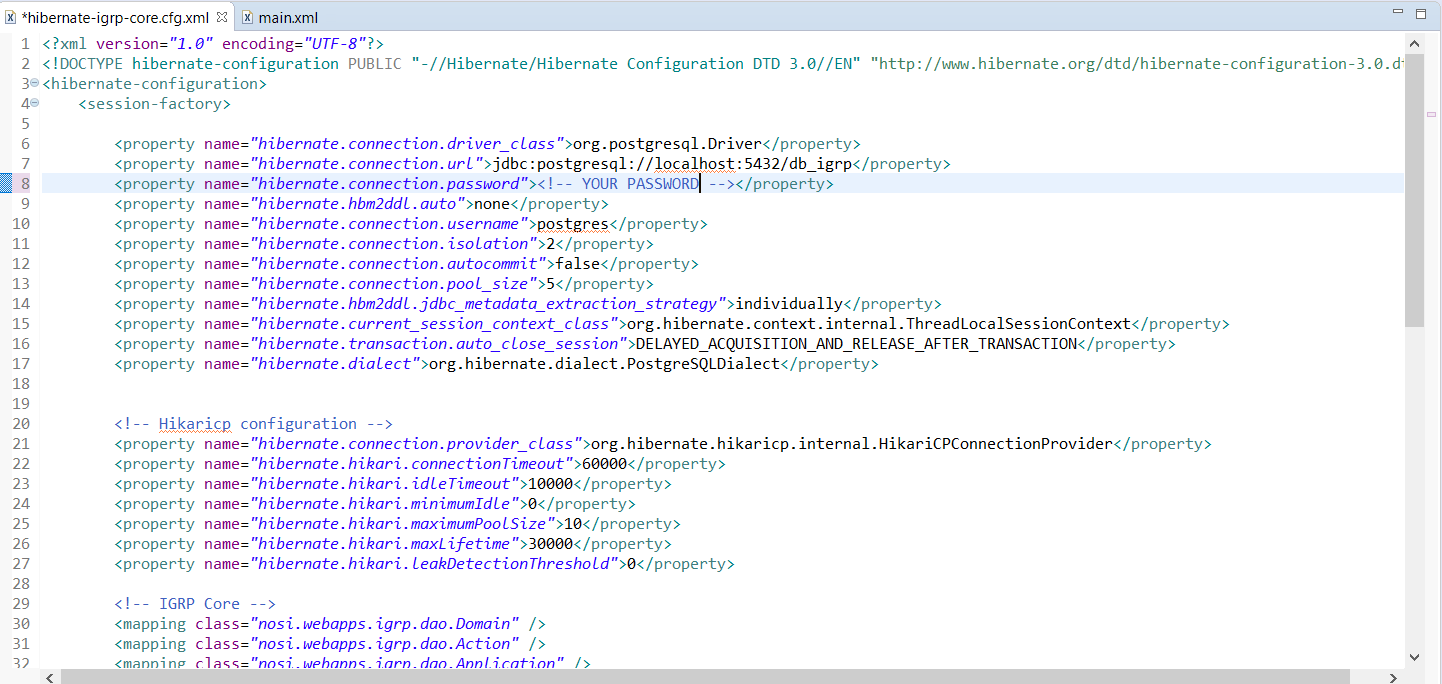 *hibernate-igrp-core.cfg.xml main.xml
1 <?xml version="1.0" encoding="UTF-8"?>
2 <!DOCTYPE hibernate-configuration PUBLIC "-//Hibernate/Hibernate Configuration DTD 3.0//EN" "http://www.hibernate.org/dtd/hibernate-configuration-3.0.dt
3 <hibernate-configuration>
4 <session-factory>
5
6 <property name="hibernate.connection.driver_class">org.postgresql.Driver</property>
7 <property name="hibernate.connection.url">jdbc:postgresql://localhost:5432/db_igrp</property>
8 <property name="hibernate.connection.password"><!-- YOUR PASSWORD --></property>
9 <property name="hibernate.hbm2ddl.auto">none</property>
10 <property name="hibernate.connection.username">postgres</property>
11 <property name="hibernate.connection.isolation">2</property>
12 <property name="hibernate.connection.autocommit">false</property>
13 <property name="hibernate.connection.pool_size">5</property>
14 <property name="hibernate.hbm2ddl.jdbc_metadata_extraction_strategy">individually</property>
15 <property name="hibernate.current_session_context_class">org.hibernate.context.internal.ThreadLocalSessionContext</property>
16 <property name="hibernate.transaction.auto_close_session">DELAYED_ACQUISITION_AND_RELEASE_AFTER_TRANSACTION</property>
17 <property name="hibernate.dialect">org.hibernate.dialect.PostgreSQLDialect</property>
18
19
20 <!-- Hikaricp configuration -->
21 <property name="hibernate.connection.provider_class">org.hibernate.hikaricp.internal.HikariCPConnectionProvider</property>
22 <property name="hibernate.hikari.connectionTimeout">60000</property>
23 <property name="hibernate.hikari.idleTimeout">10000</property>
24 <property name="hibernate.hikari.minimumIdle">0</property>
25 <property name="hibernate.hikari.maximumPoolSize">10</property>
26 <property name="hibernate.hikari.maxLifetime">30000</property>
27 <property name="hibernate.hikari.leakDetectionThreshold">0</property>
28
29 <!-- IGRP Core -->
30 <mapping class="nosi.webapps.igrp.dao.Domain" />
31 <mapping class="nosi.webapps.igrp.dao.Action" />
32 <mapping class="nosi.webapps.igrp.dao.Application" />